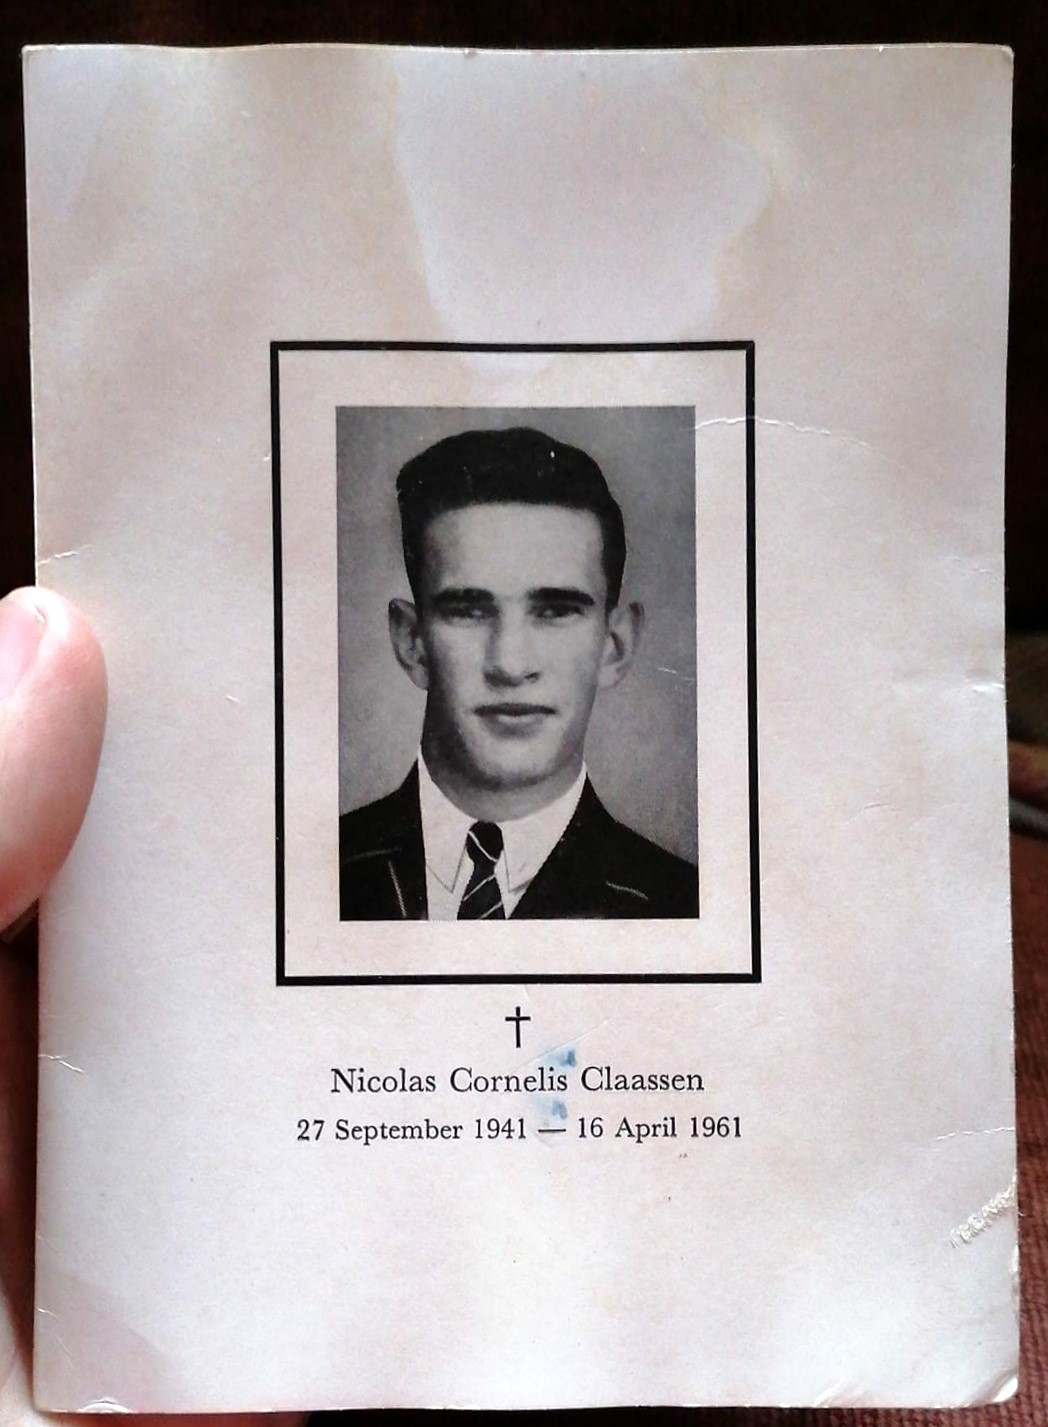 Nicolas Cornelis Claassen
27 September 1941 — 16 April 1961